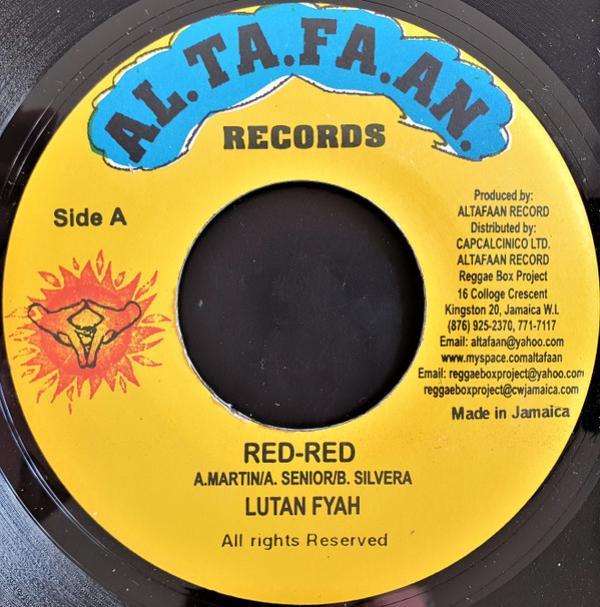 AL.TA.FA.AN.
RECORDS
Side A
Produced by:
ALTAFAAN RECORD
Distributed by:
CAPCALCINICO LTD.
ALTAFAAN RECORD
Reggae Box Project
16 Colloge Crescent
Kingston 20, Jamaica W.I.
(876) 925-2370, 771-7117
Email: altafaan@yahoo.com
www.myspace.comaltafaan
Email: reggaeboxproject@yahoo.com
reggaeboxproject@cwjamaica.com
Made in Jamaica
RED-RED
A.MARTIN/A. SENIOR/B. SILVERA
LUTAN FYAH
All rights Reserved